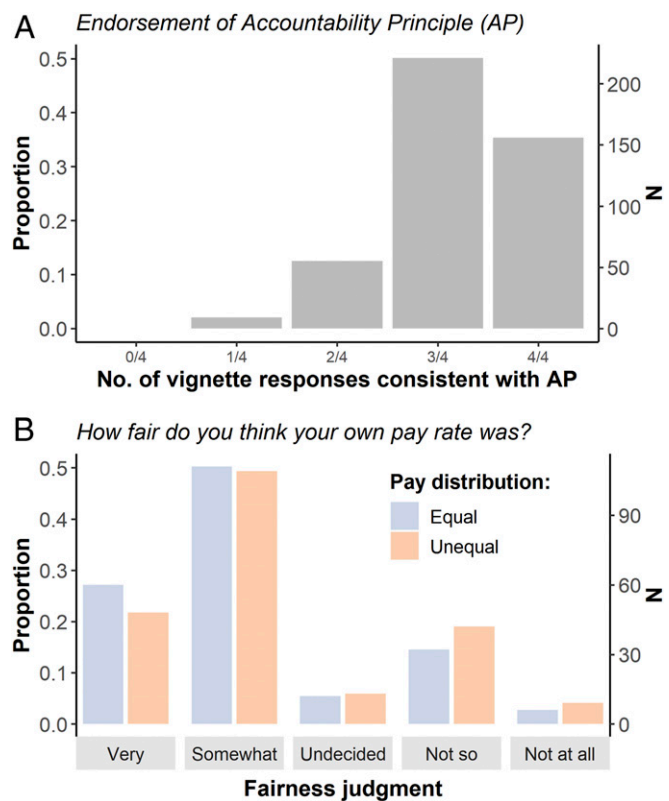 A
Endorsement of Accountability Principle (AP)
0.5
0.4
0.3
0.2
0.1
0.0
Proportion
200
150
100
50
0
N
0/4 1/4 2/4 3/4 4/4
No. of vignette responses consistent with AP
B
How fair do you think your own pay rate was?
0.5
0.4
0.3
0.2
0.1
0.0
Proportion
Pay distribution:
Equal
Unequal
90
60
30
0
N
Very Somewhat Undecided Not so Not at all
Fairness judgment